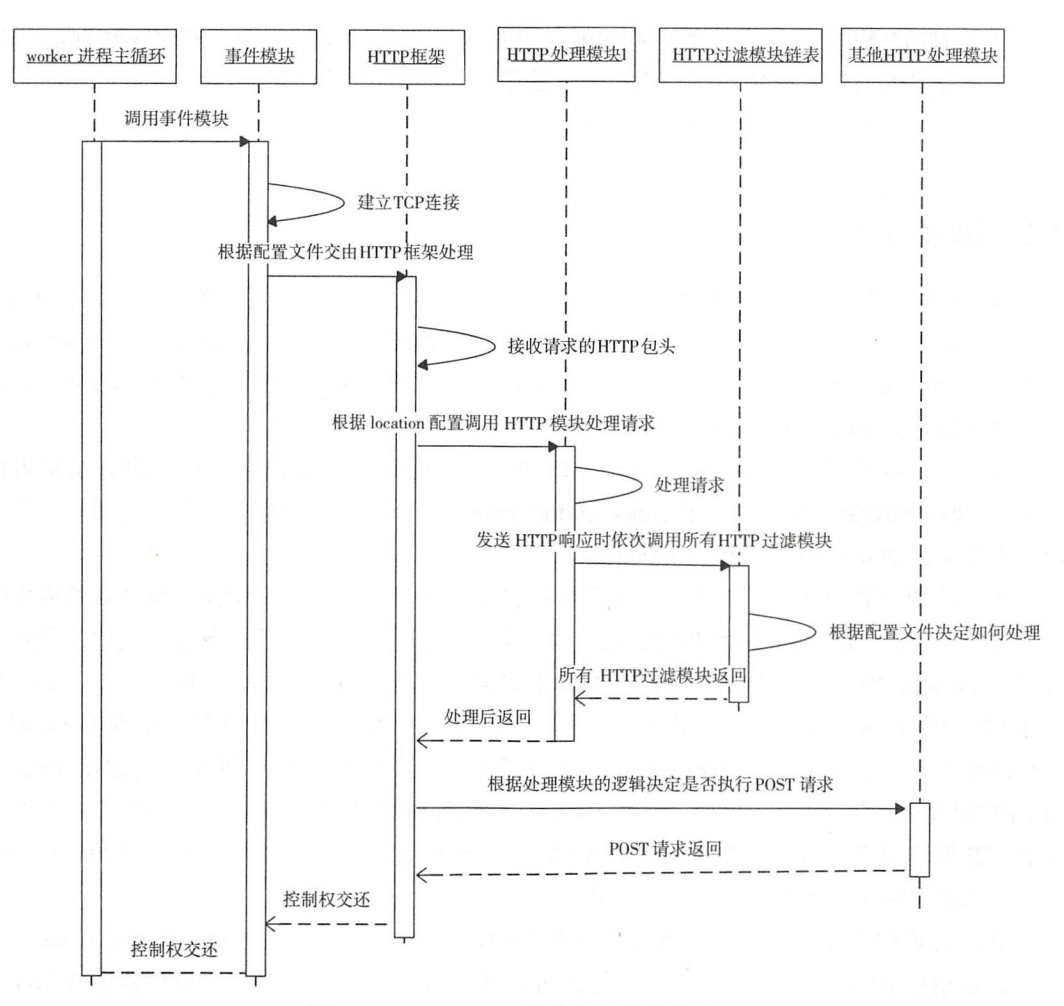 worker 进程主循环
事件模块
HTTP框架
HTTP处理模块1
HTTP过滤模块链表
其他HTTP处理模块
调用事件模块
建立TCP连接
根据配置文件交由HTTP框架处理
接收请求的HTTP包头
根据 location 配置调用 HTTP 模块处理请求
处理请求
发送 HTTP响应时依次调用所有HTTP过滤模块
根据配置文件决定如何处理
所有 HTTP过滤模块返回
处理后返回
根据处理模块的逻辑决定是否执行POST 请求
POST 请求返回
控制权交还
控制权交还